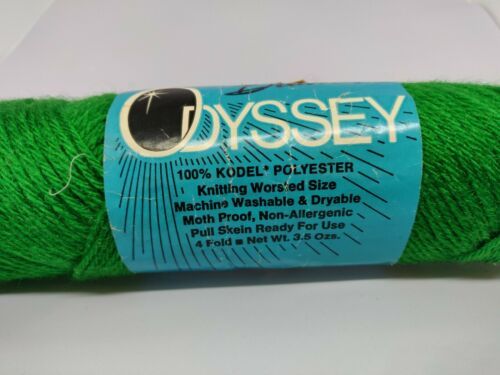 ODYSSEY
100% KODEL® POLYESTER
Knitting Worsted Size
Machine Washable & Dryable
Moth Proof, Non-Allergenic
Pull Skein Ready For Use
4 Fold ■ Net Wt. 3.5 Ozs.